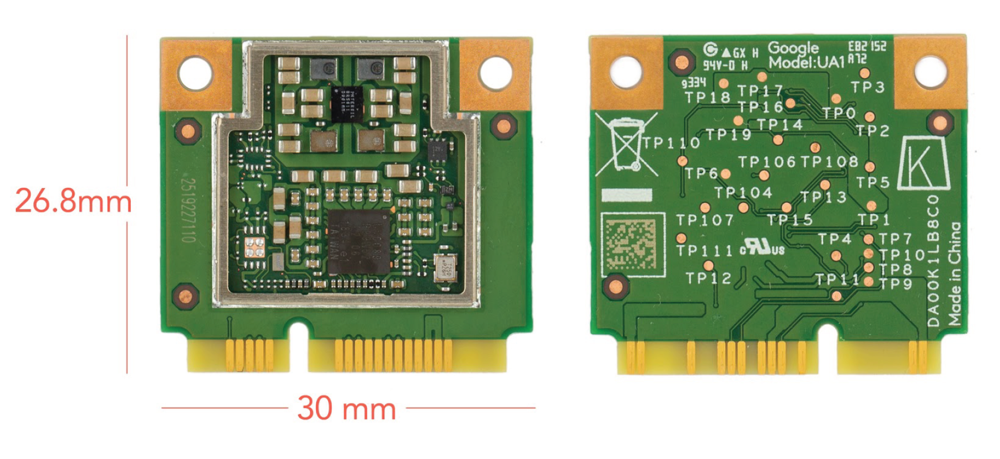 26.8mm
30 mm
2519227110
TAIWAN
GX H
94V-0 H
Google
Model:UA1
E82152
A72
9334
TP18
TP17
TP16
TP3
TP0
TP19
TP14
TP2
TP110
TP106
TP108
TP6
TP5
TP104
TP13
TP107
TP15
TP1
TP111
c RU US
TP4
TP7
TP10
TP12
TP11
TP8
TP9
K
DA00K1LB8C0
Made in China